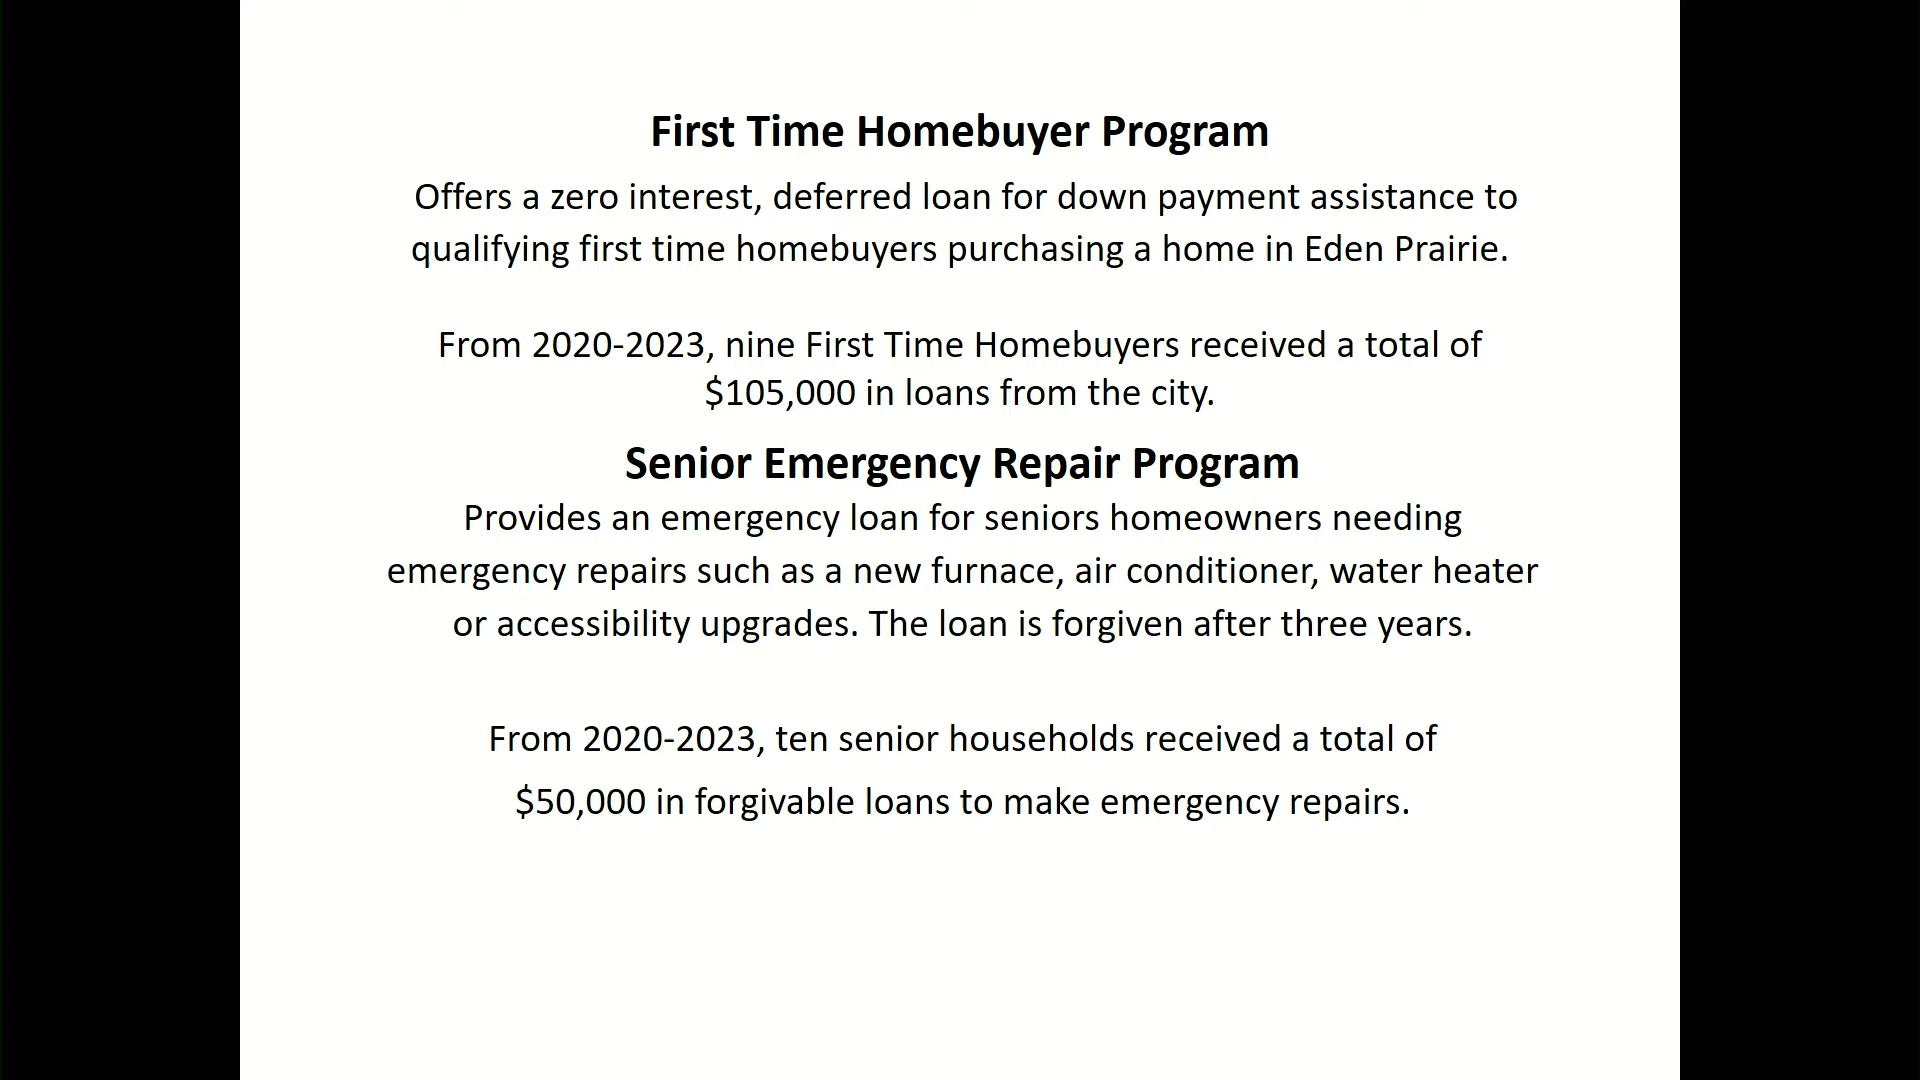 First Time Homebuyer Program
Offers a zero interest, deferred loan for down payment assistance to
qualifying first time homebuyers purchasing a home in Eden Prairie.
From 2020-2023, nine First Time Homebuyers received a total of
$105,000 in loans from the city.
Senior Emergency Repair Program
Provides an emergency loan for seniors homeowners needing
emergency repairs such as a new furnace, air conditioner, water heater
or accessibility upgrades. The loan is forgiven after three years.
From 2020-2023, ten senior households received a total of
$50,000 in forgivable loans to make emergency repairs.